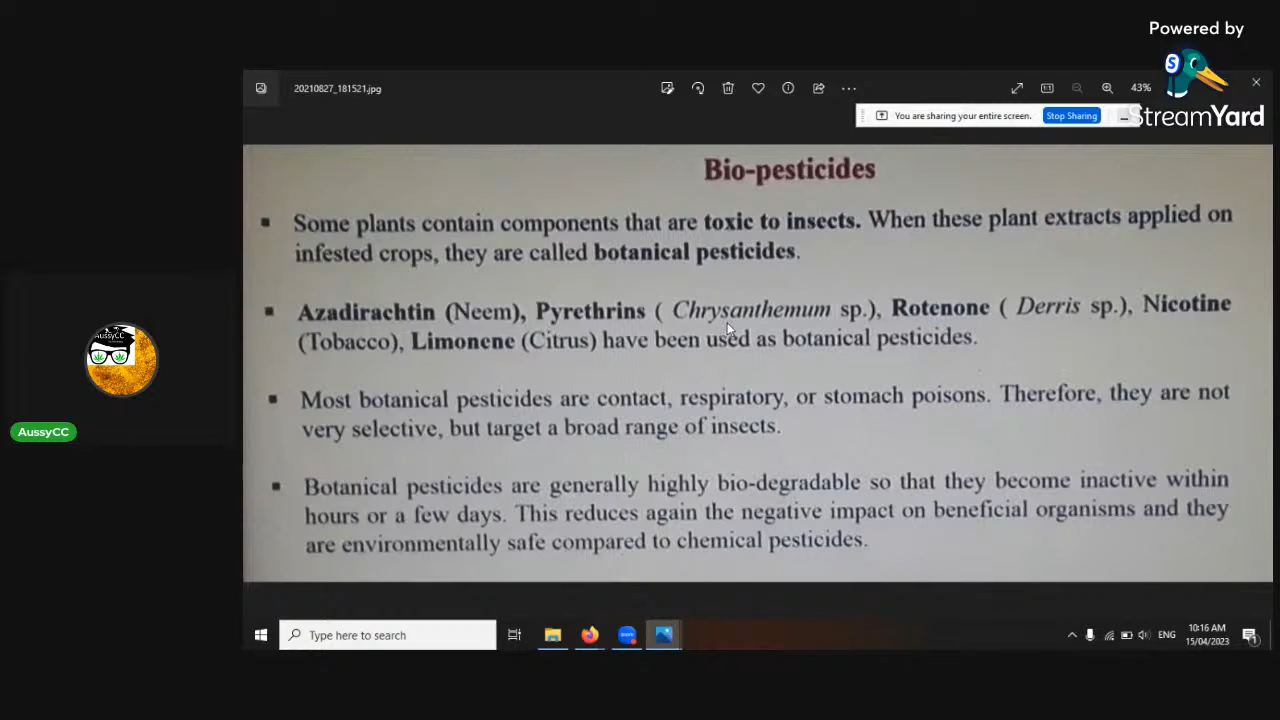 Powered by
StreamYard
20210827_181521.jpg
43%
You are sharing your entire screen.
Stop Sharing
Bio-pesticides
Some plants contain components that are toxic to insects. When these plant extracts applied on
infested crops, they are called botanical pesticides.
Azadirachtin (Neem), Pyrethrins ( Chrysanthemum sp.), Rotenone ( Derris sp.), Nicotine
(Tobacco), Limonene (Citrus) have been used as botanical pesticides.
Most botanical pesticides are contact, respiratory, or stomach poisons. Therefore, they are not
very selective, but target a broad range of insects.
Botanical pesticides are generally highly bio-degradable so that they become inactive within
hours or a few days. This reduces again the negative impact on beneficial organisms and they
are environmentally safe compared to chemical pesticides.
AussyCC
AussyCC
Type here to search
ENG
10:16 AM
15/04/2023